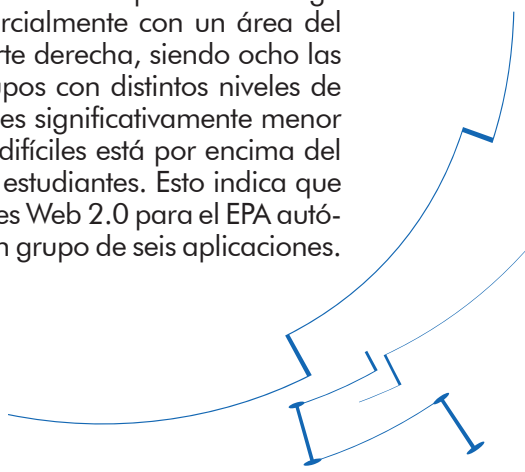 rcialmente con un área del
rte derecha, siendo ocho las
upos con distintos niveles de
es significativamente menor
difíciles está por encima del
estudiantes. Esto indica que
es Web 2.0 para el EPA autó-
n grupo de seis aplicaciones.